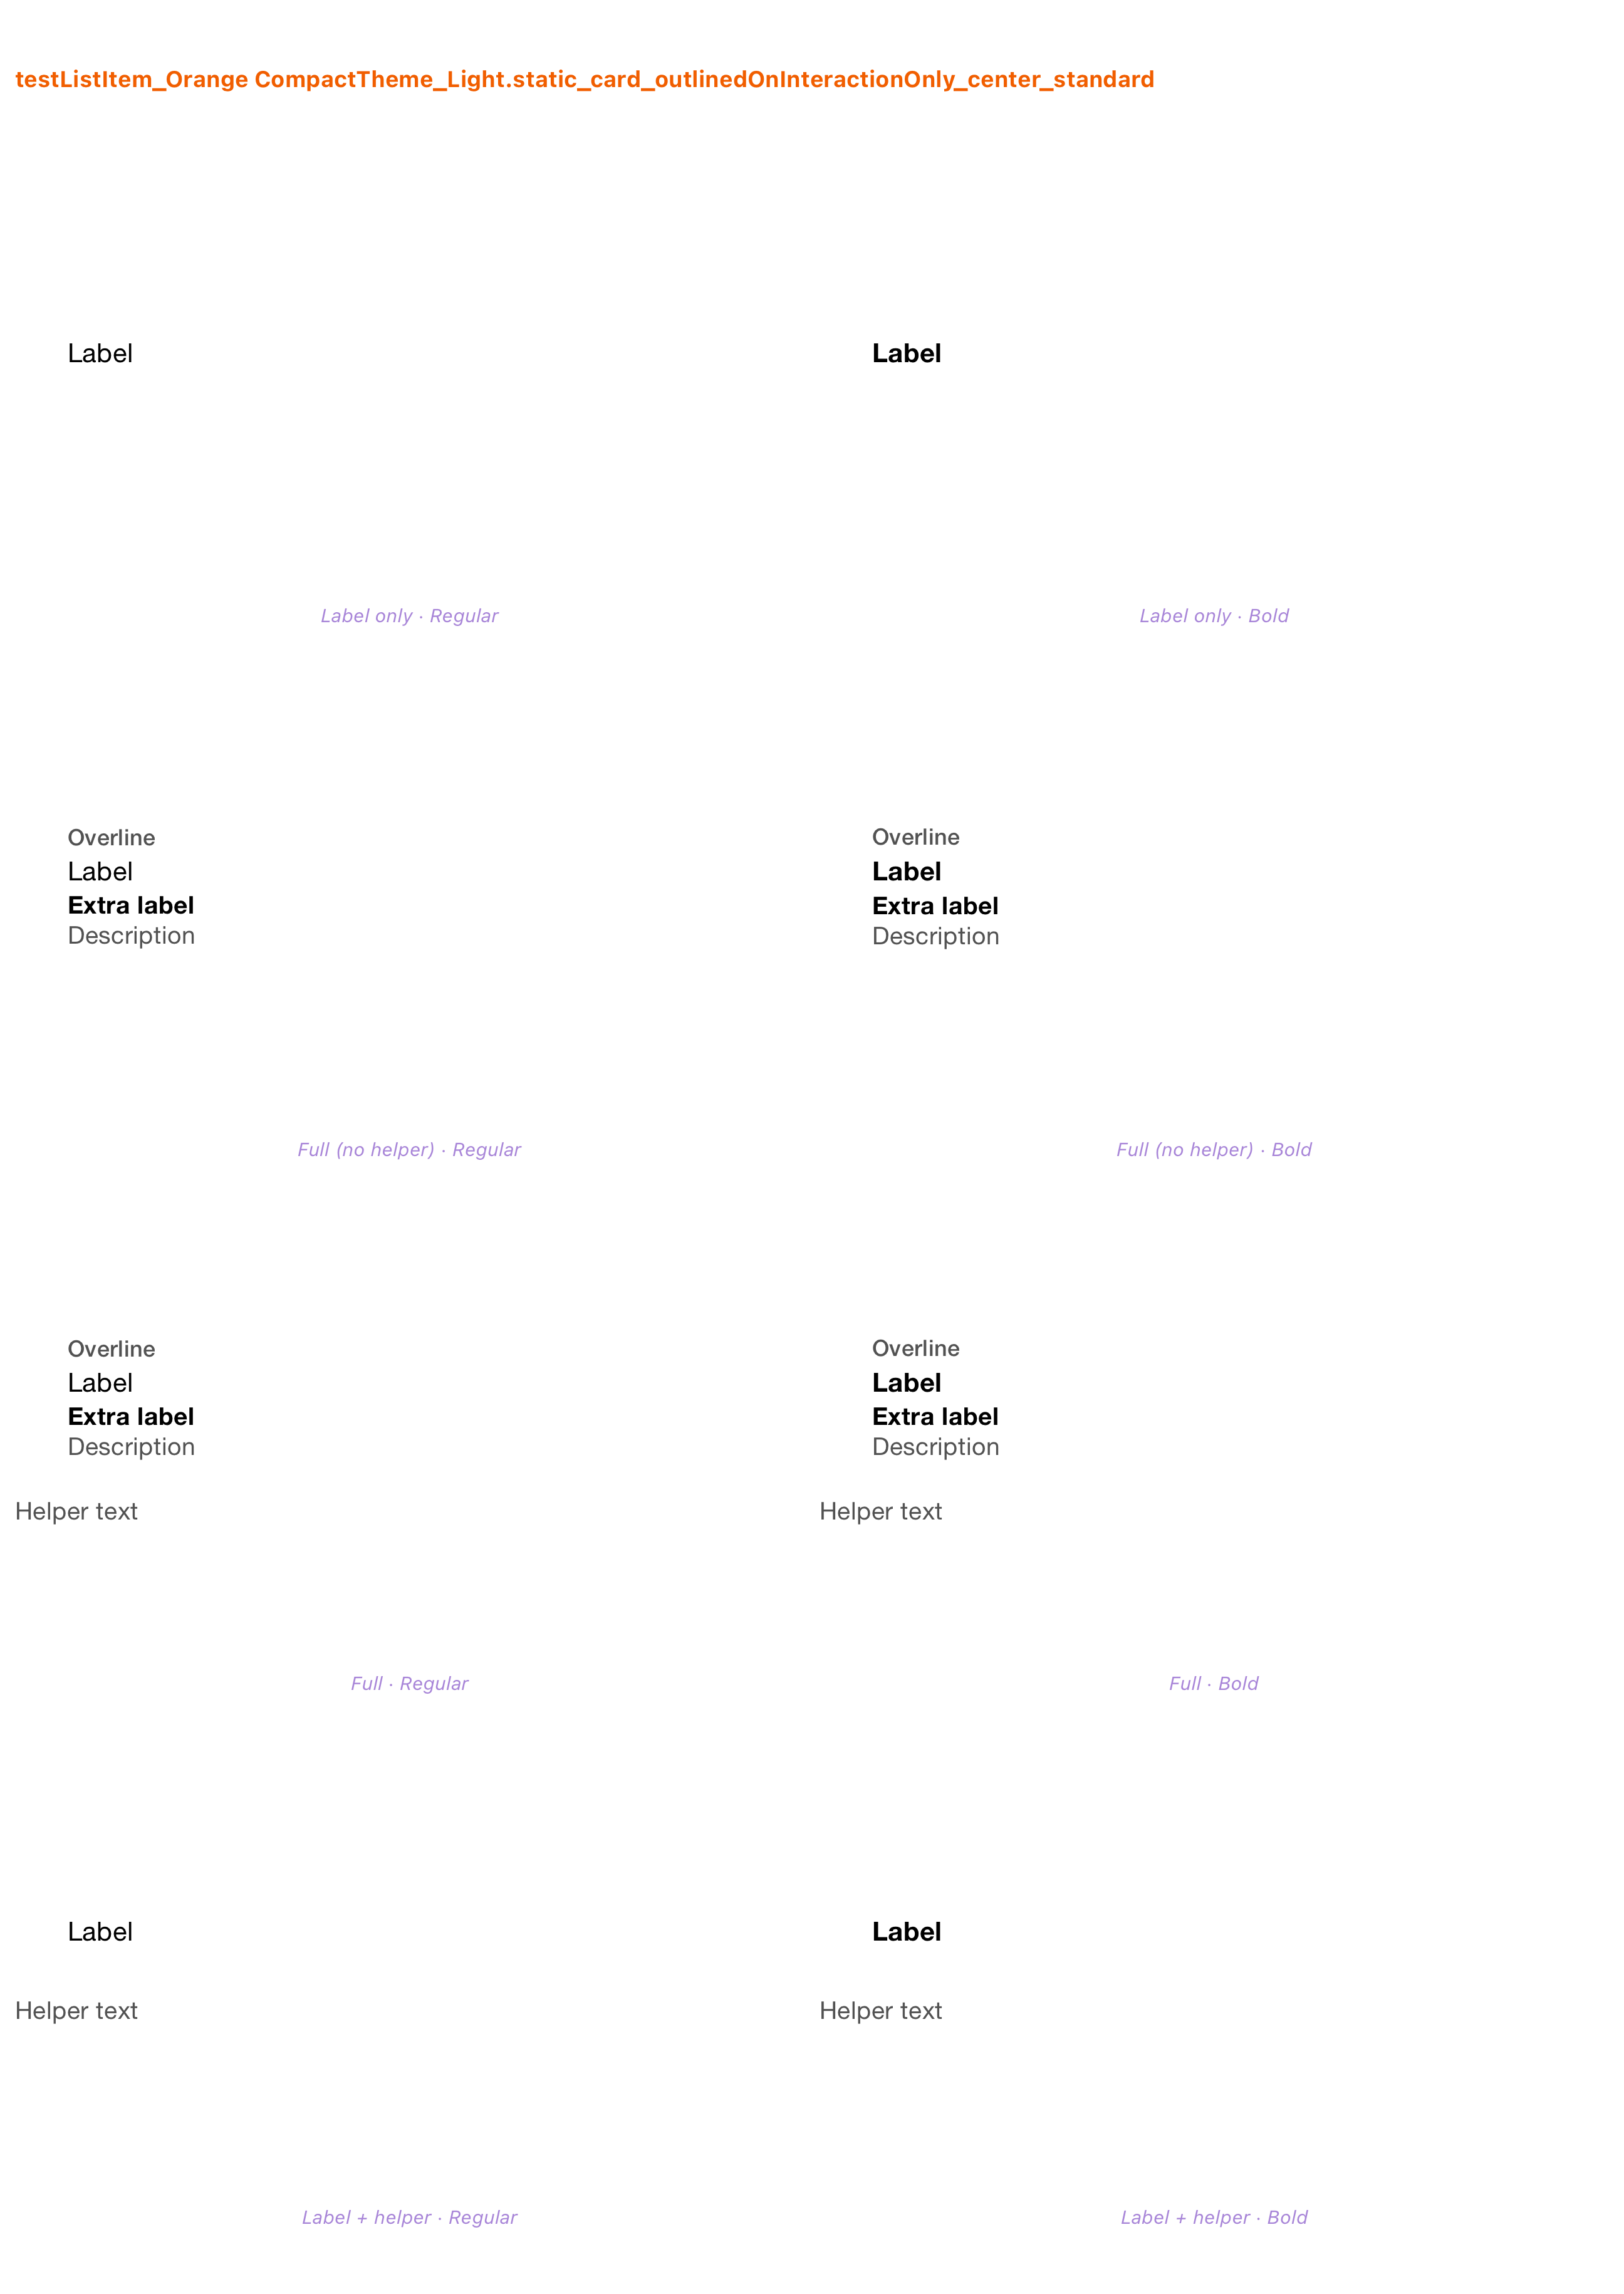 testListItem_Orange CompactTheme_Light.static_card_outlinedOnInteractionOnly_center_standard
Label
Label
Label only · Regular
Label only · Bold
Overline
Label
Extra label
Description
Overline
Label
Extra label
Description
Full (no helper) · Regular
Full (no helper) · Bold
Overline
Label
Extra label
Description
Helper text
Overline
Label
Extra label
Description
Helper text
Full · Regular
Full · Bold
Label
Helper text
Label
Helper text
Label + helper · Regular
Label + helper · Bold